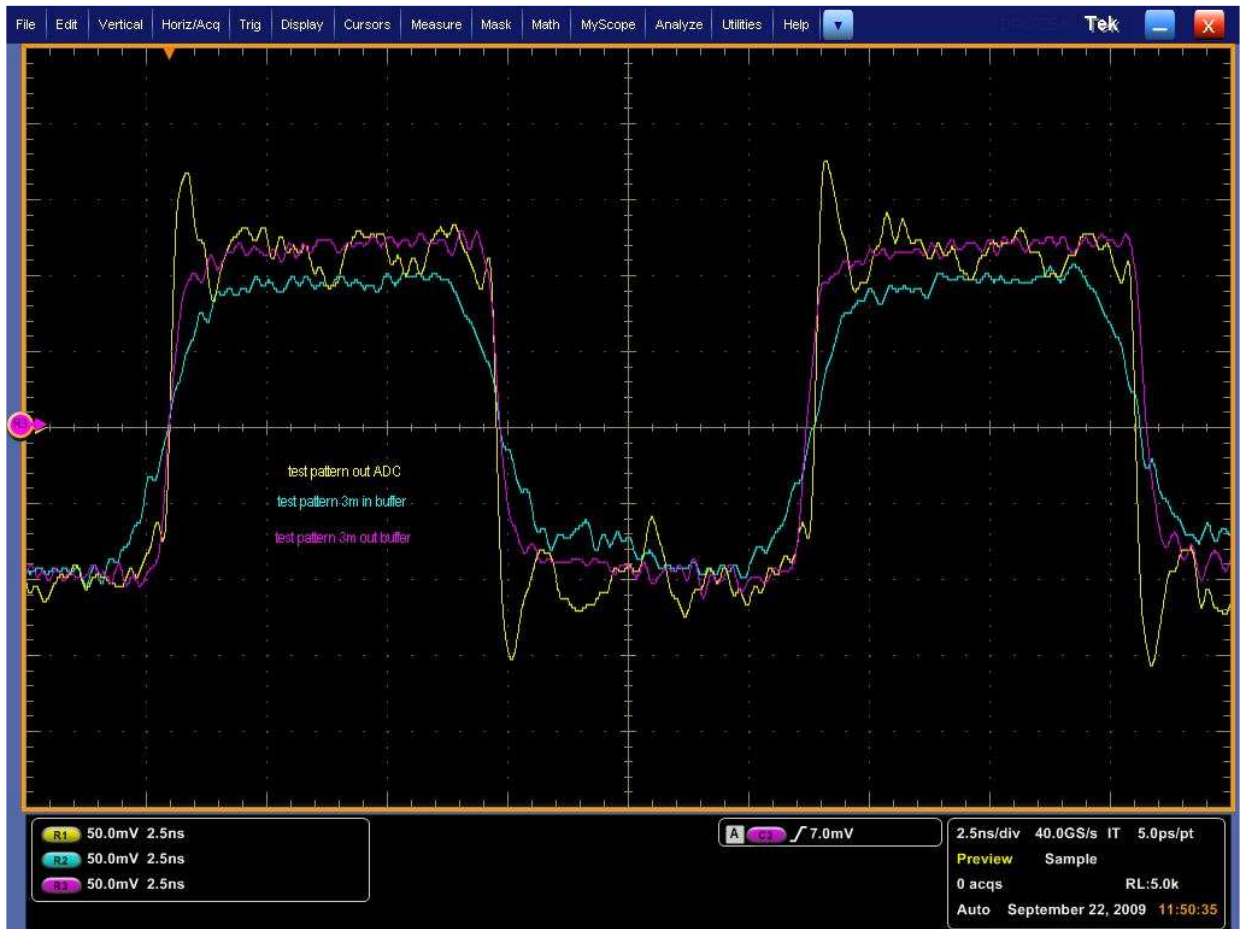 File Edit Vertical Horiz/Acq Trig Display Cursors Measure Mask Math MyScope Analyze Utilities Help Tek X
R3
test pattern out ADC
test pattern 3m in buffer
test pattern 3m out buffer
R1 50.0mV 2.5ns
R2 50.0mV 2.5ns
R3 50.0mV 2.5ns
A C3 7.0mV
2.5ns/div 40.0GS/s IT 5.0ps/pt
Preview Sample
0 acqs RL:5.0k
Auto September 22, 2009 11:50:35